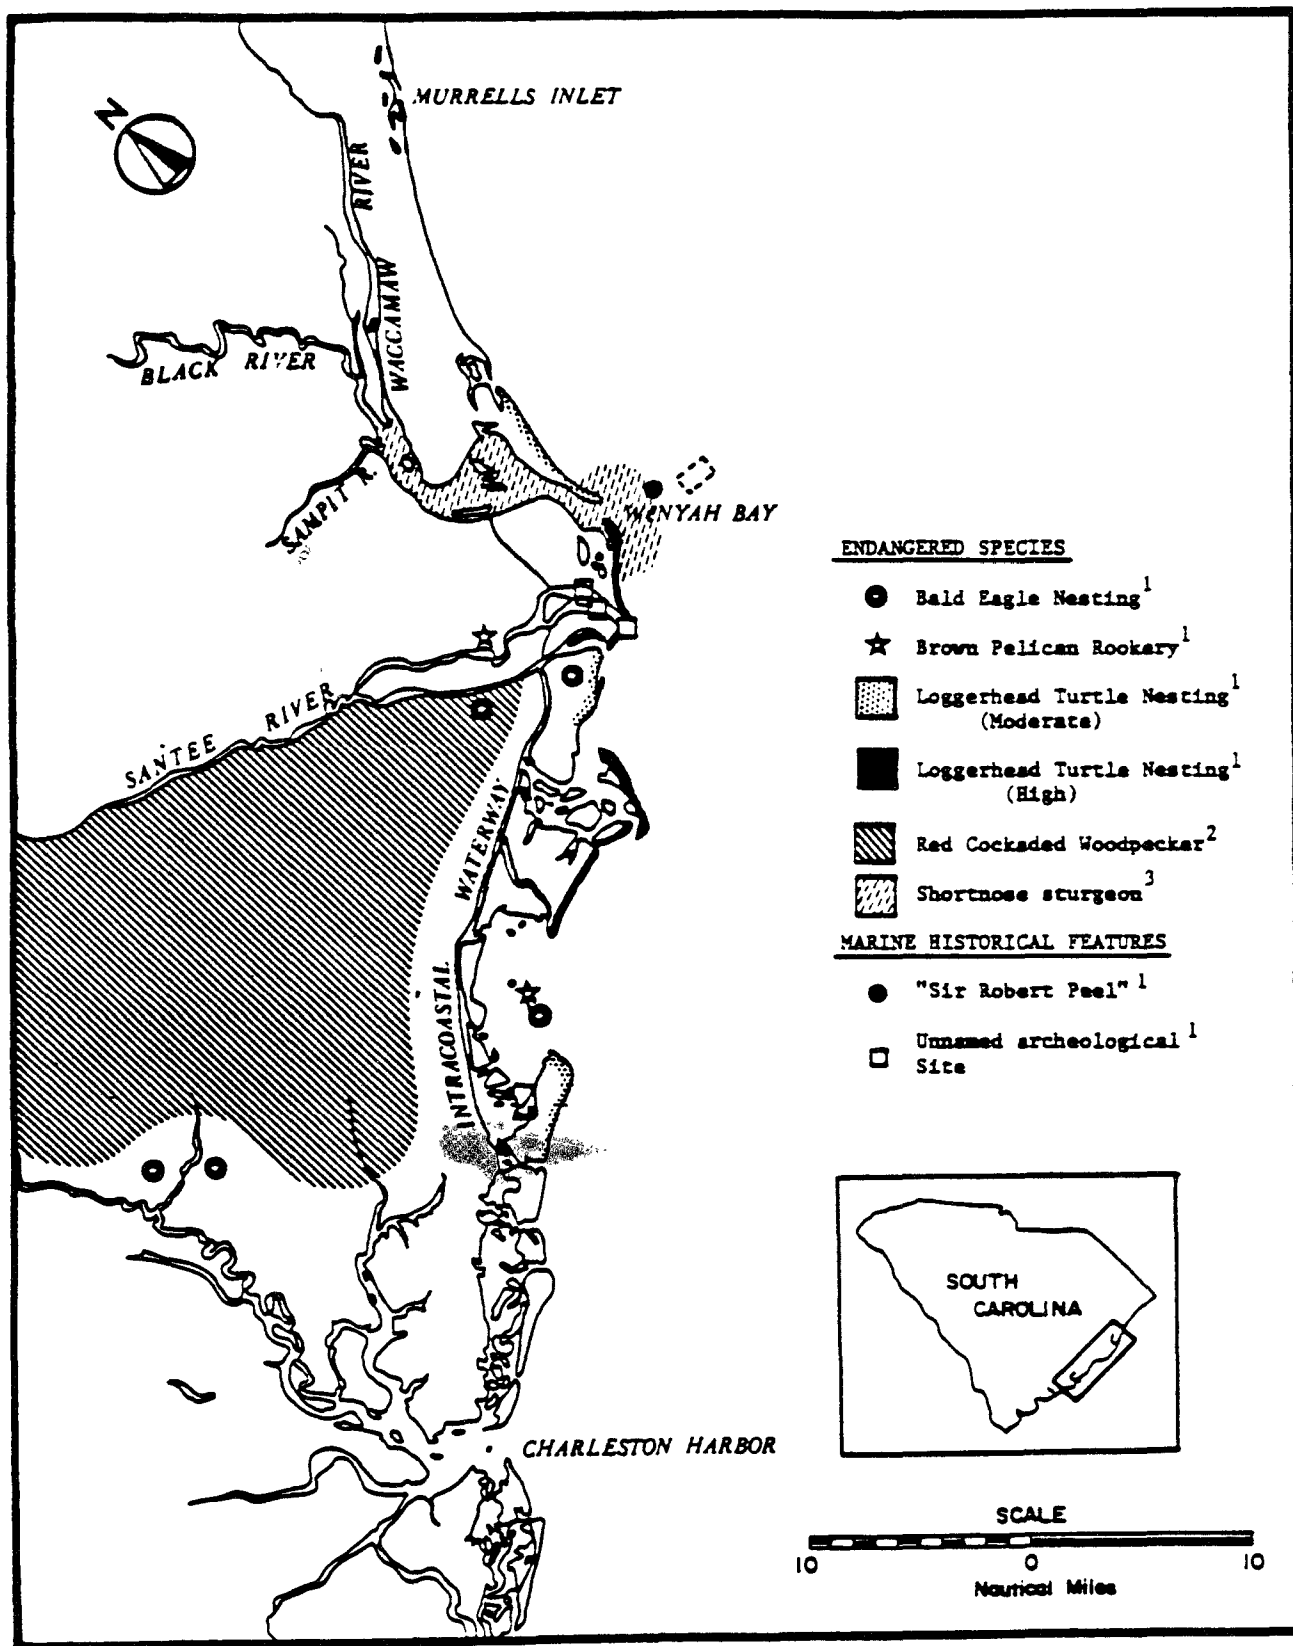 N
MURRELLS INLET
RIVER
WACCAMAW
BLACK RIVER
SAMPIT R.
WINYAH BAY
SANTEE RIVER
WATERWAY
INTRACOASTAL
CHARLESTON HARBOR
ENDANGERED SPECIES
Bald Eagle Nesting1
Brown Pelican Rookery1
Loggerhead Turtle Nesting1
(Moderate)
Loggerhead Turtle Nesting1
(High)
Red Cockaded Woodpecker2
Shortnose sturgeon3
MARINE HISTORICAL FEATURES
"Sir Robert Peel"1
Unnamed archeological1
Site
SOUTH
CAROLINA
SCALE
10 0 10
Nautical Miles